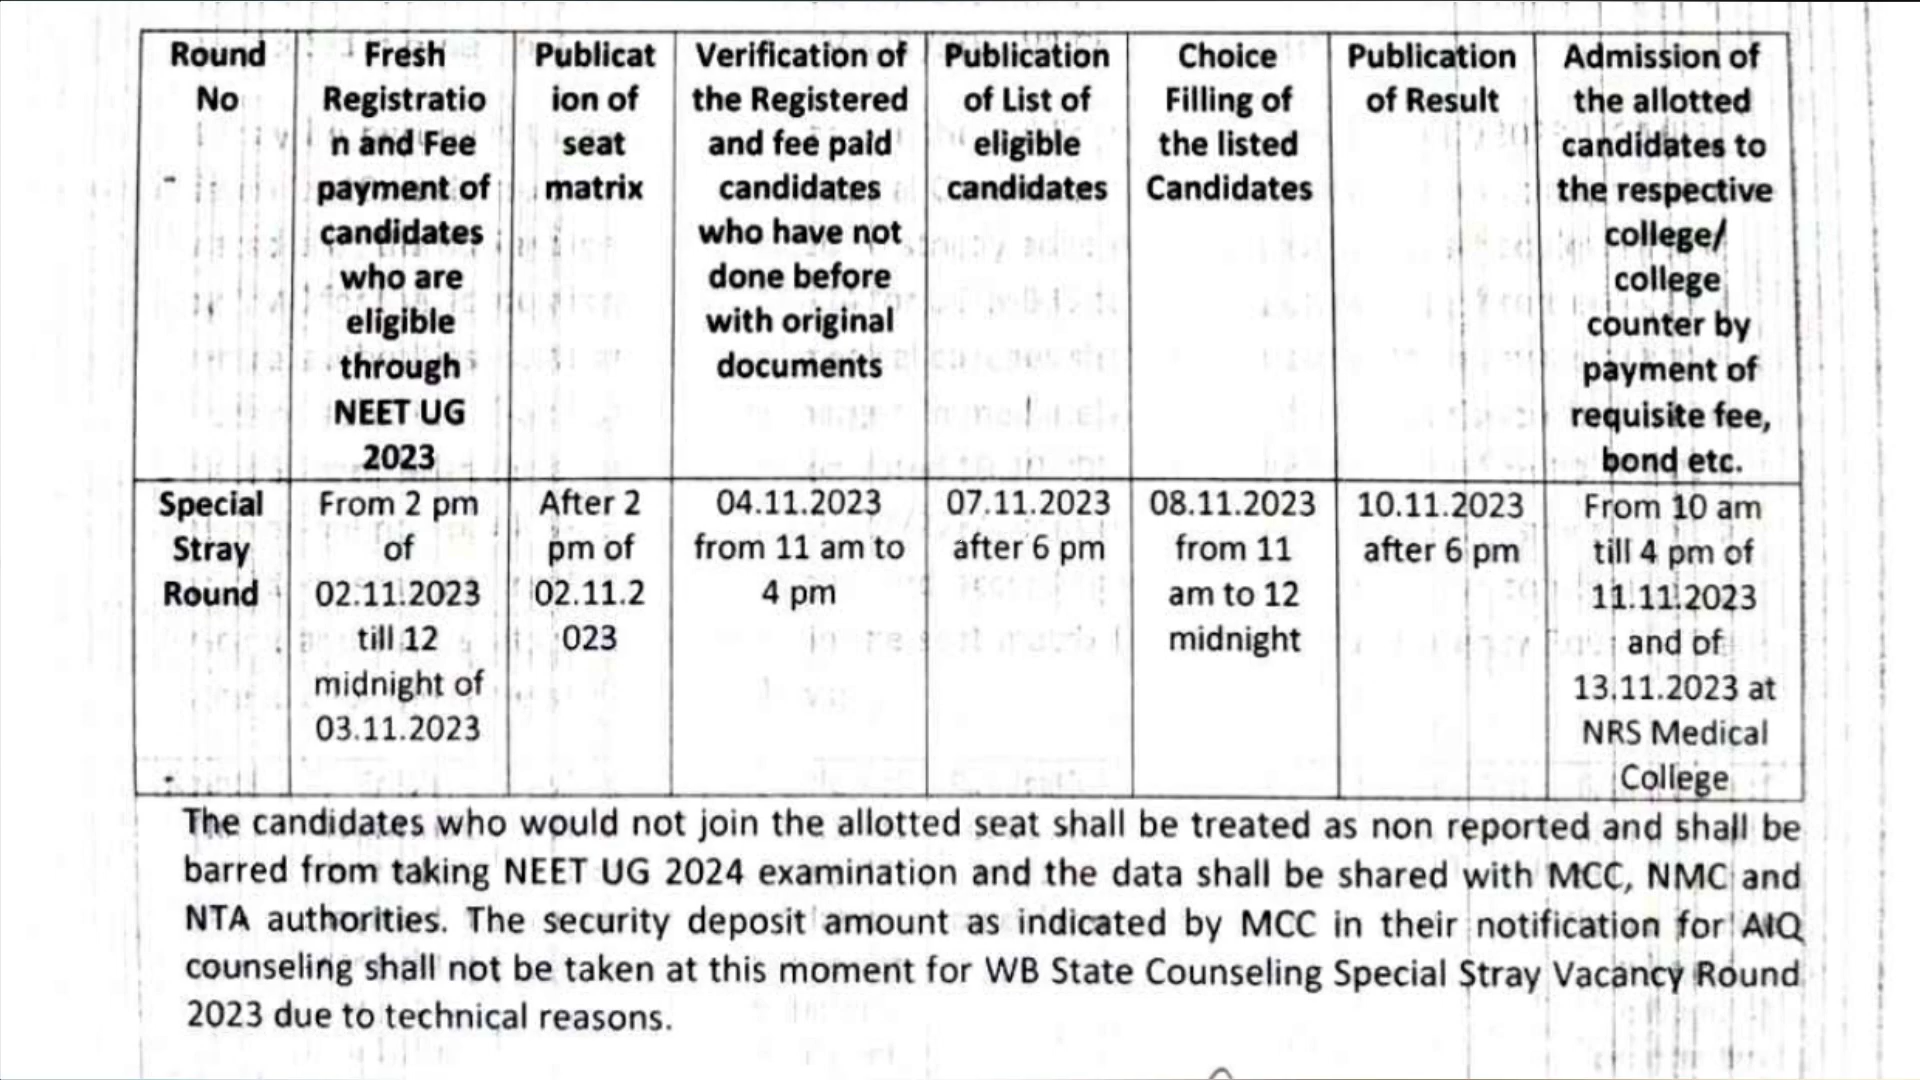 Round
No
Fresh
Registratio
n and Fee
payment of
candidates
who are
eligible
through
NEET UG
2023
Publicat
ion of
seat
matrix
Verification of
the Registered
and fee paid
candidates
who have not
done before
with original
documents
Publication
of List of
eligible
candidates
Choice
Filling of
the listed
Candidates
Publication
of Result
Admission of
the allotted
candidates to
the respective
college/
college
counter by
payment of
requisite fee,
bond etc.
Special
Stray
Round
From 2 pm
of
02.11.2023
till 12
midnight of
03.11.2023
After 2
pm of
02.11.2
023
04.11.2023
from 11 am to
4 pm
07.11.2023
after 6 pm
08.11.2023
from 11
am to 12
midnight
10.11.2023
after 6 pm
From 10 am
till 4 pm of
11.11.2023
and of
13.11.2023 at
NRS Medical
College
The candidates who would not join the allotted seat shall be treated as non reported and shall be
barred from taking NEET UG 2024 examination and the data shall be shared with MCC, NMC and
NTA authorities. The security deposit amount as indicated by MCC in their notification for AIQ
counseling shall not be taken at this moment for WB State Counseling Special Stray Vacancy Round
2023 due to technical reasons.